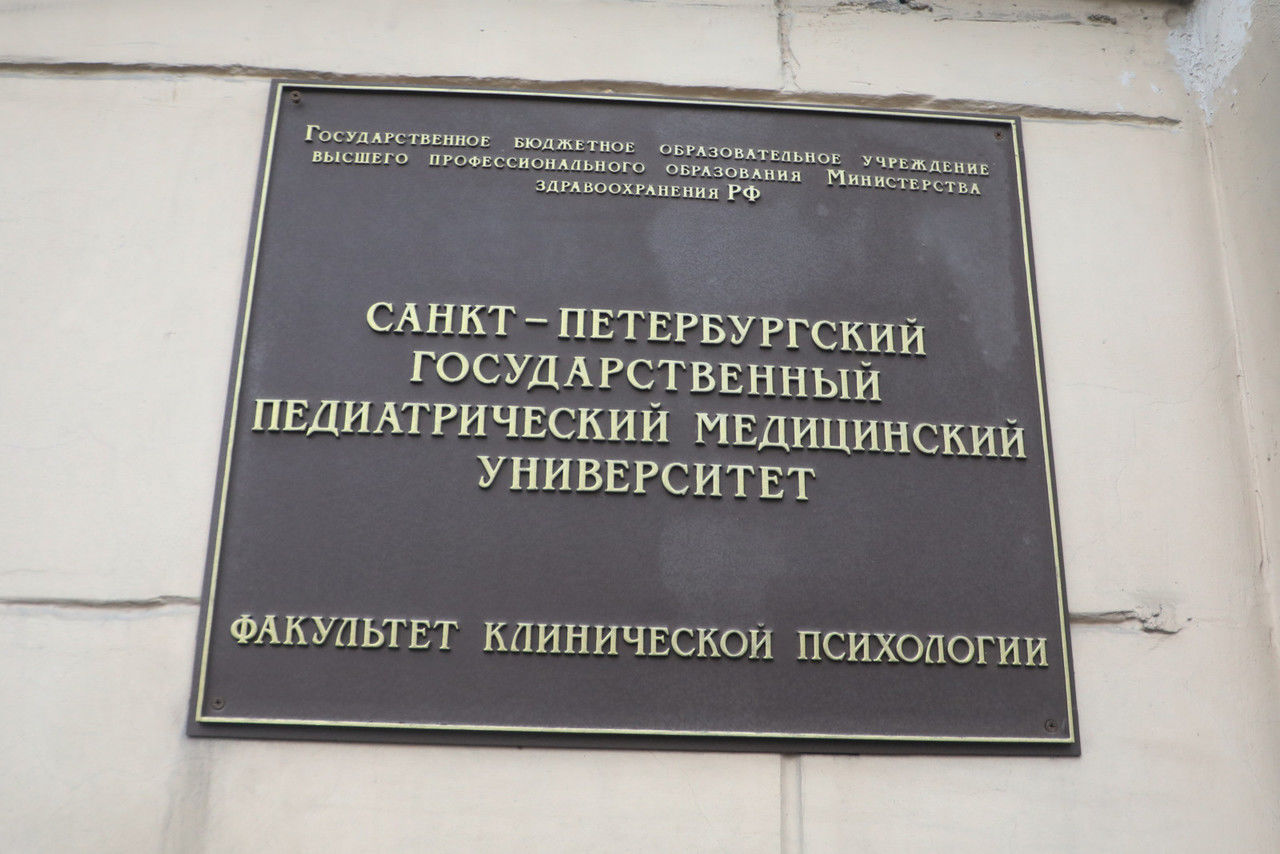 Государственное бюджетное образовательное учреждение
высшего профессионального образования Министерства
здравоохранения РФ
САНКТ – ПЕТЕРБУРГСКИЙ
ГОСУДАРСТВЕННЫЙ
ПЕДИАТРИЧЕСКИЙ МЕДИЦИНСКИЙ
УНИВЕРСИТЕТ
ФАКУЛЬТЕТ КЛИНИЧЕСКОЙ ПСИХОЛОГИИ